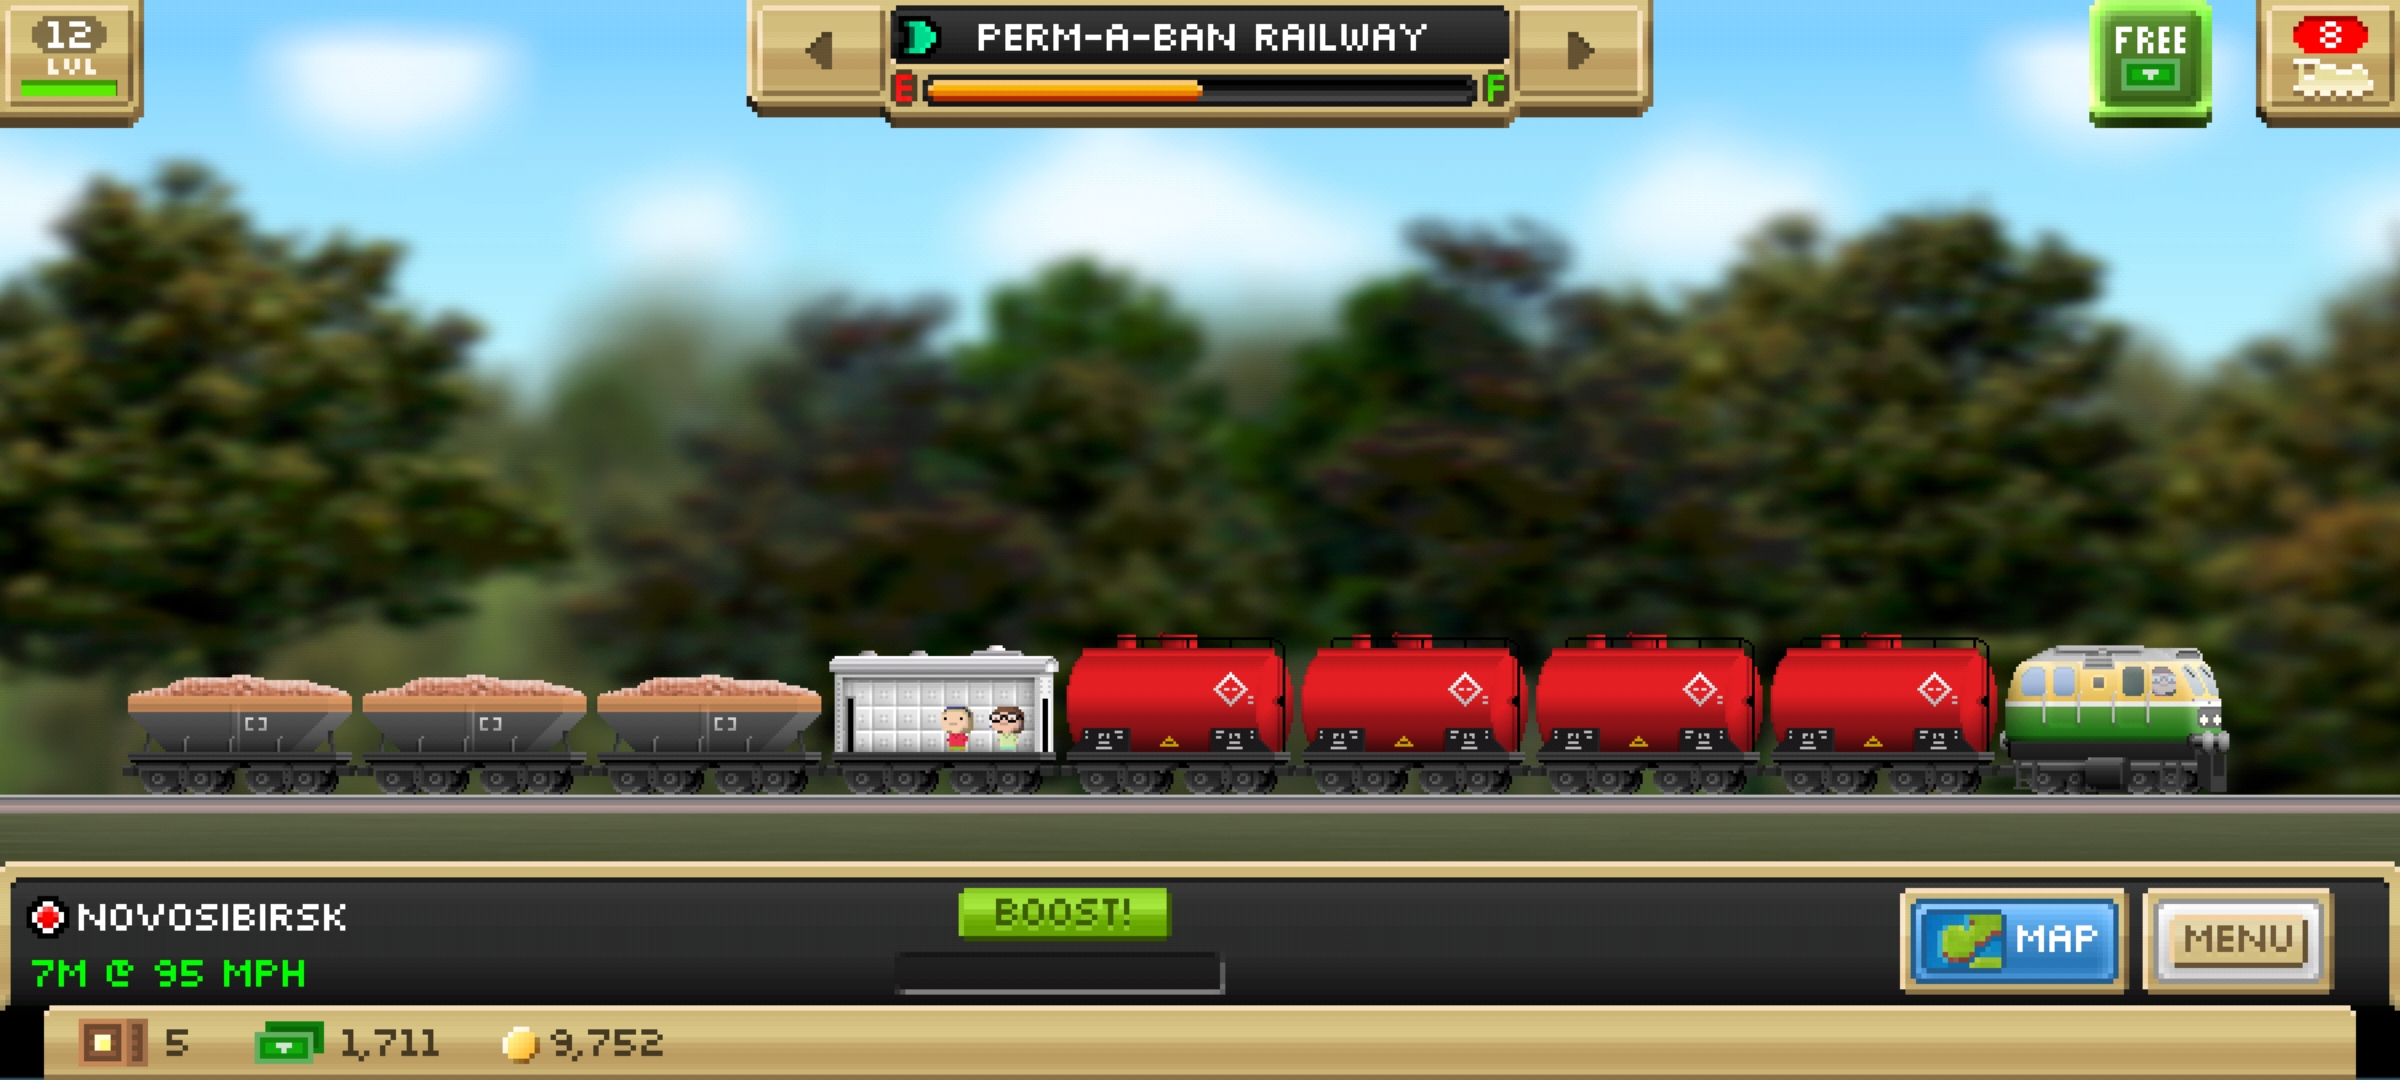 12
LVL
PERM-A-BAN RAILWAY
E
F
FREE
8
NOVOSIBIRSK
7M @ 95 MPH
BOOST!
MAP
MENU
5
1,711
9,752